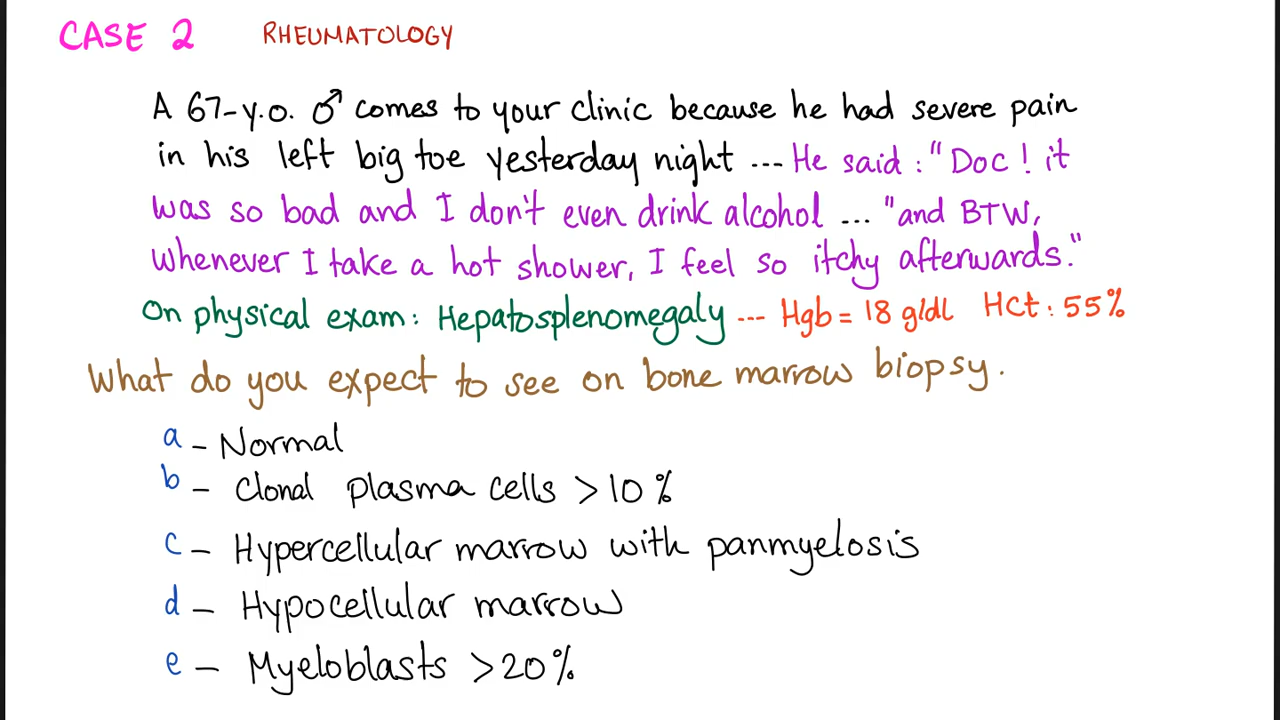 CASE 2 RHEUMATOLOGY
A 67-y.o. ♂ comes to your clinic because he had severe pain
in his left big toe yesterday night ... He said : "Doc! it
was so bad and I don't even drink alcohol ... "and BTW,
whenever I take a hot shower, I feel so itchy afterwards."
On physical exam: Hepatosplenomegaly ... Hgb = 18 g/dl Hct: 55%
What do you expect to see on bone marrow biopsy.
a - Normal
b - Clonal plasma cells >10%
c - Hypercellular marrow with panmyelosis
d - Hypocellular marrow
e - Myeloblasts >20%